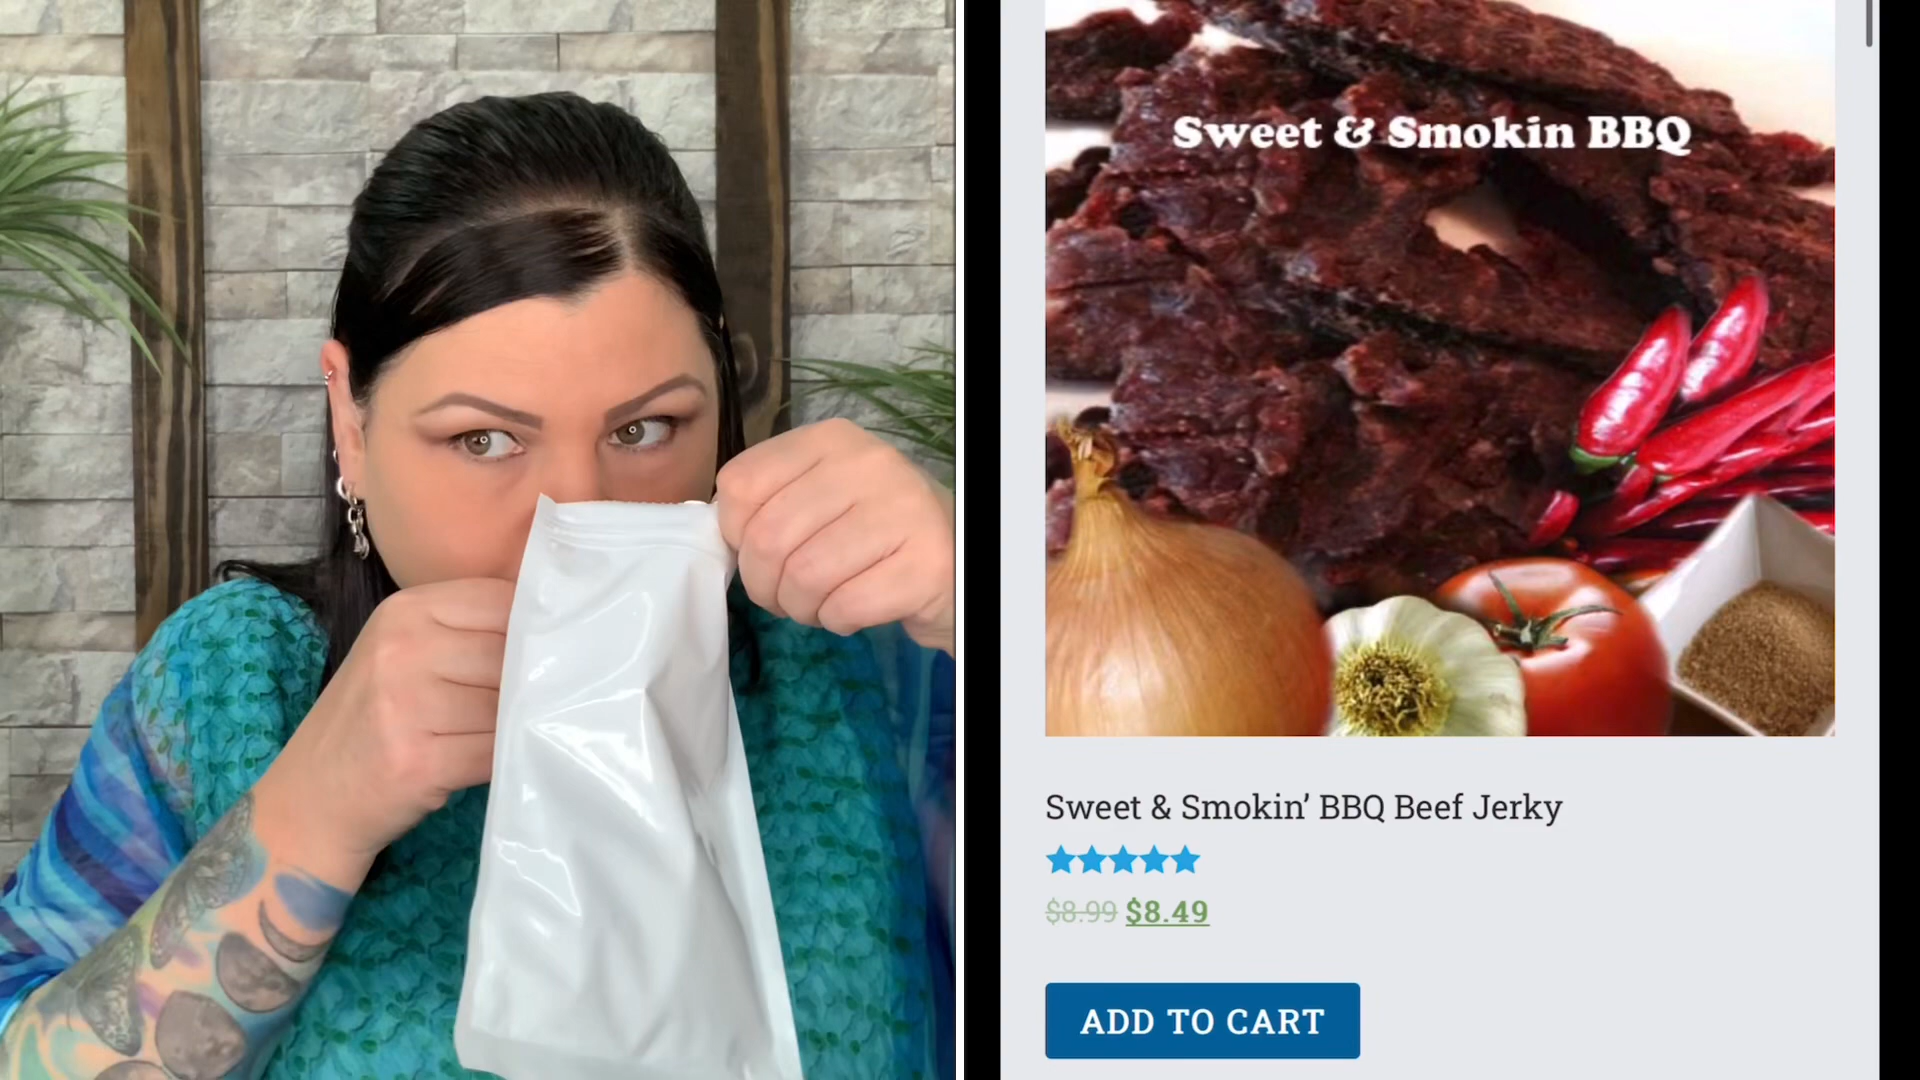 Sweet & Smokin BBQ
Sweet & Smokin’ BBQ Beef Jerky
$8.99 $8.49
ADD TO CART